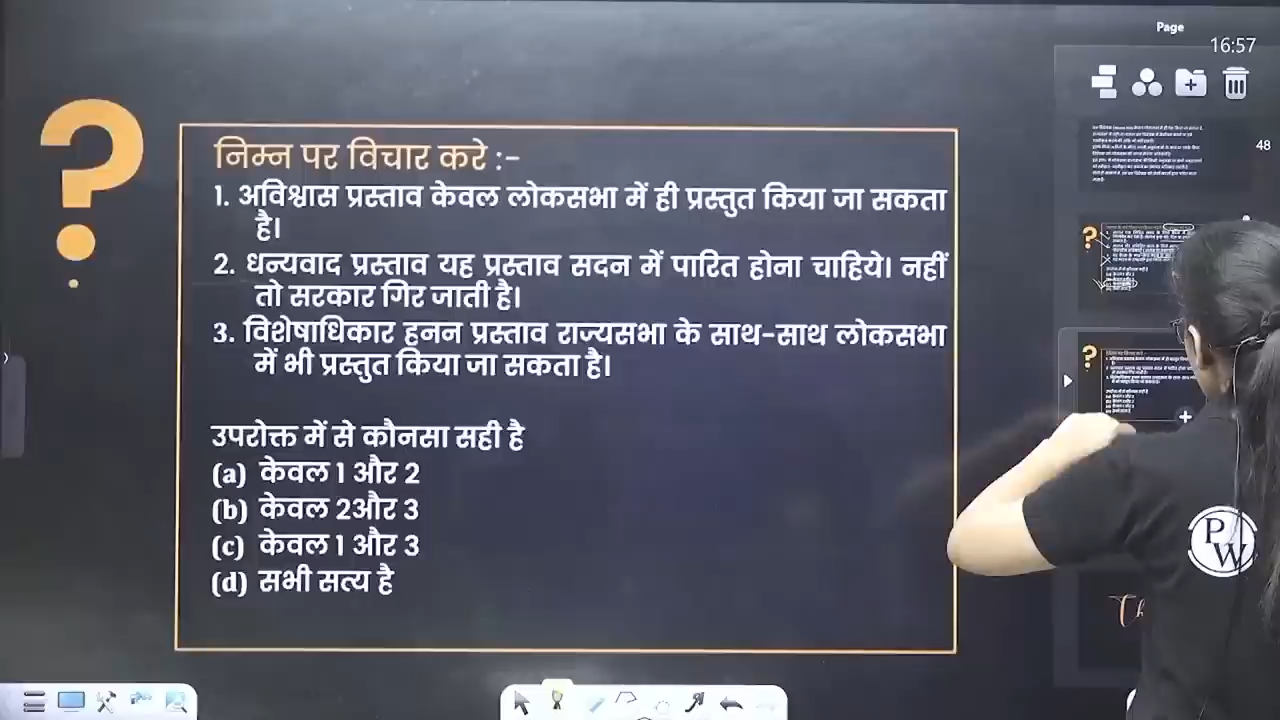 Page
16:57
48
?
निम्न पर विचार करे :-
1. अविश्वास प्रस्ताव केवल लोकसभा में ही प्रस्तुत किया जा सकता
है।
2. धन्यवाद प्रस्ताव यह प्रस्ताव सदन में पारित होना चाहिये। नहीं
तो सरकार गिर जाती है।
3. विशेषाधिकार हनन प्रस्ताव राज्यसभा के साथ-साथ लोकसभा
में भी प्रस्तुत किया जा सकता है।
उपरोक्त में से कौनसा सही है
(a) केवल 1 और 2
(b) केवल 2और 3
(c) केवल 1 और 3
(d) सभी सत्य है
PW